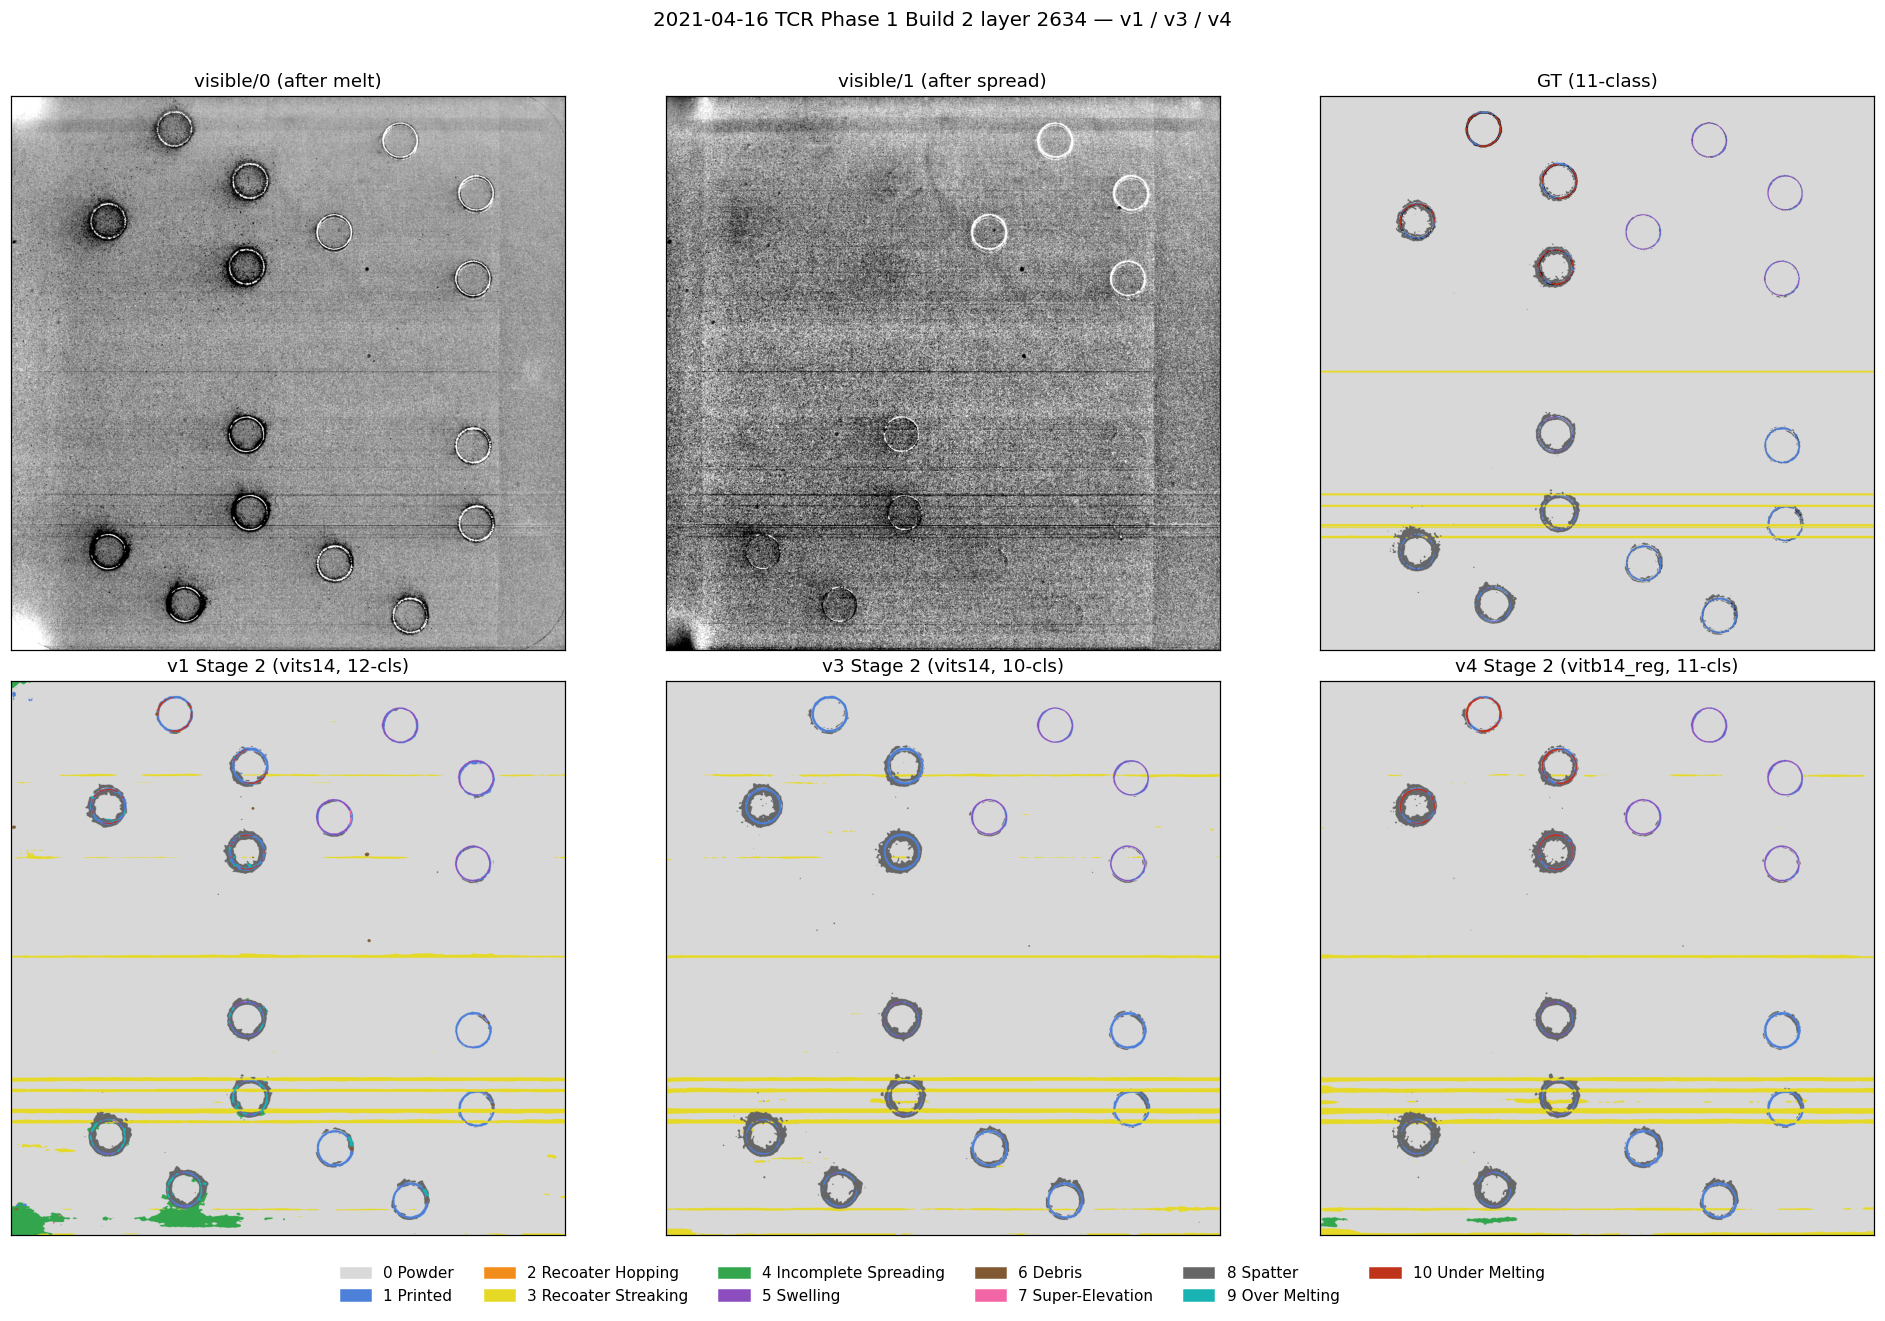 2021-04-16 TCR Phase 1 Build 2 layer 2634 — v1 / v3 / v4
visible/0 (after melt)
visible/1 (after spread)
GT (11-class)
v1 Stage 2 (vits14, 12-cls)
v3 Stage 2 (vits14, 10-cls)
v4 Stage 2 (vitb14_reg, 11-cls)
0 Powder
1 Printed
2 Recoater Hopping
3 Recoater Streaking
4 Incomplete Spreading
5 Swelling
6 Debris
7 Super-Elevation
8 Spatter
9 Over Melting
10 Under Melting